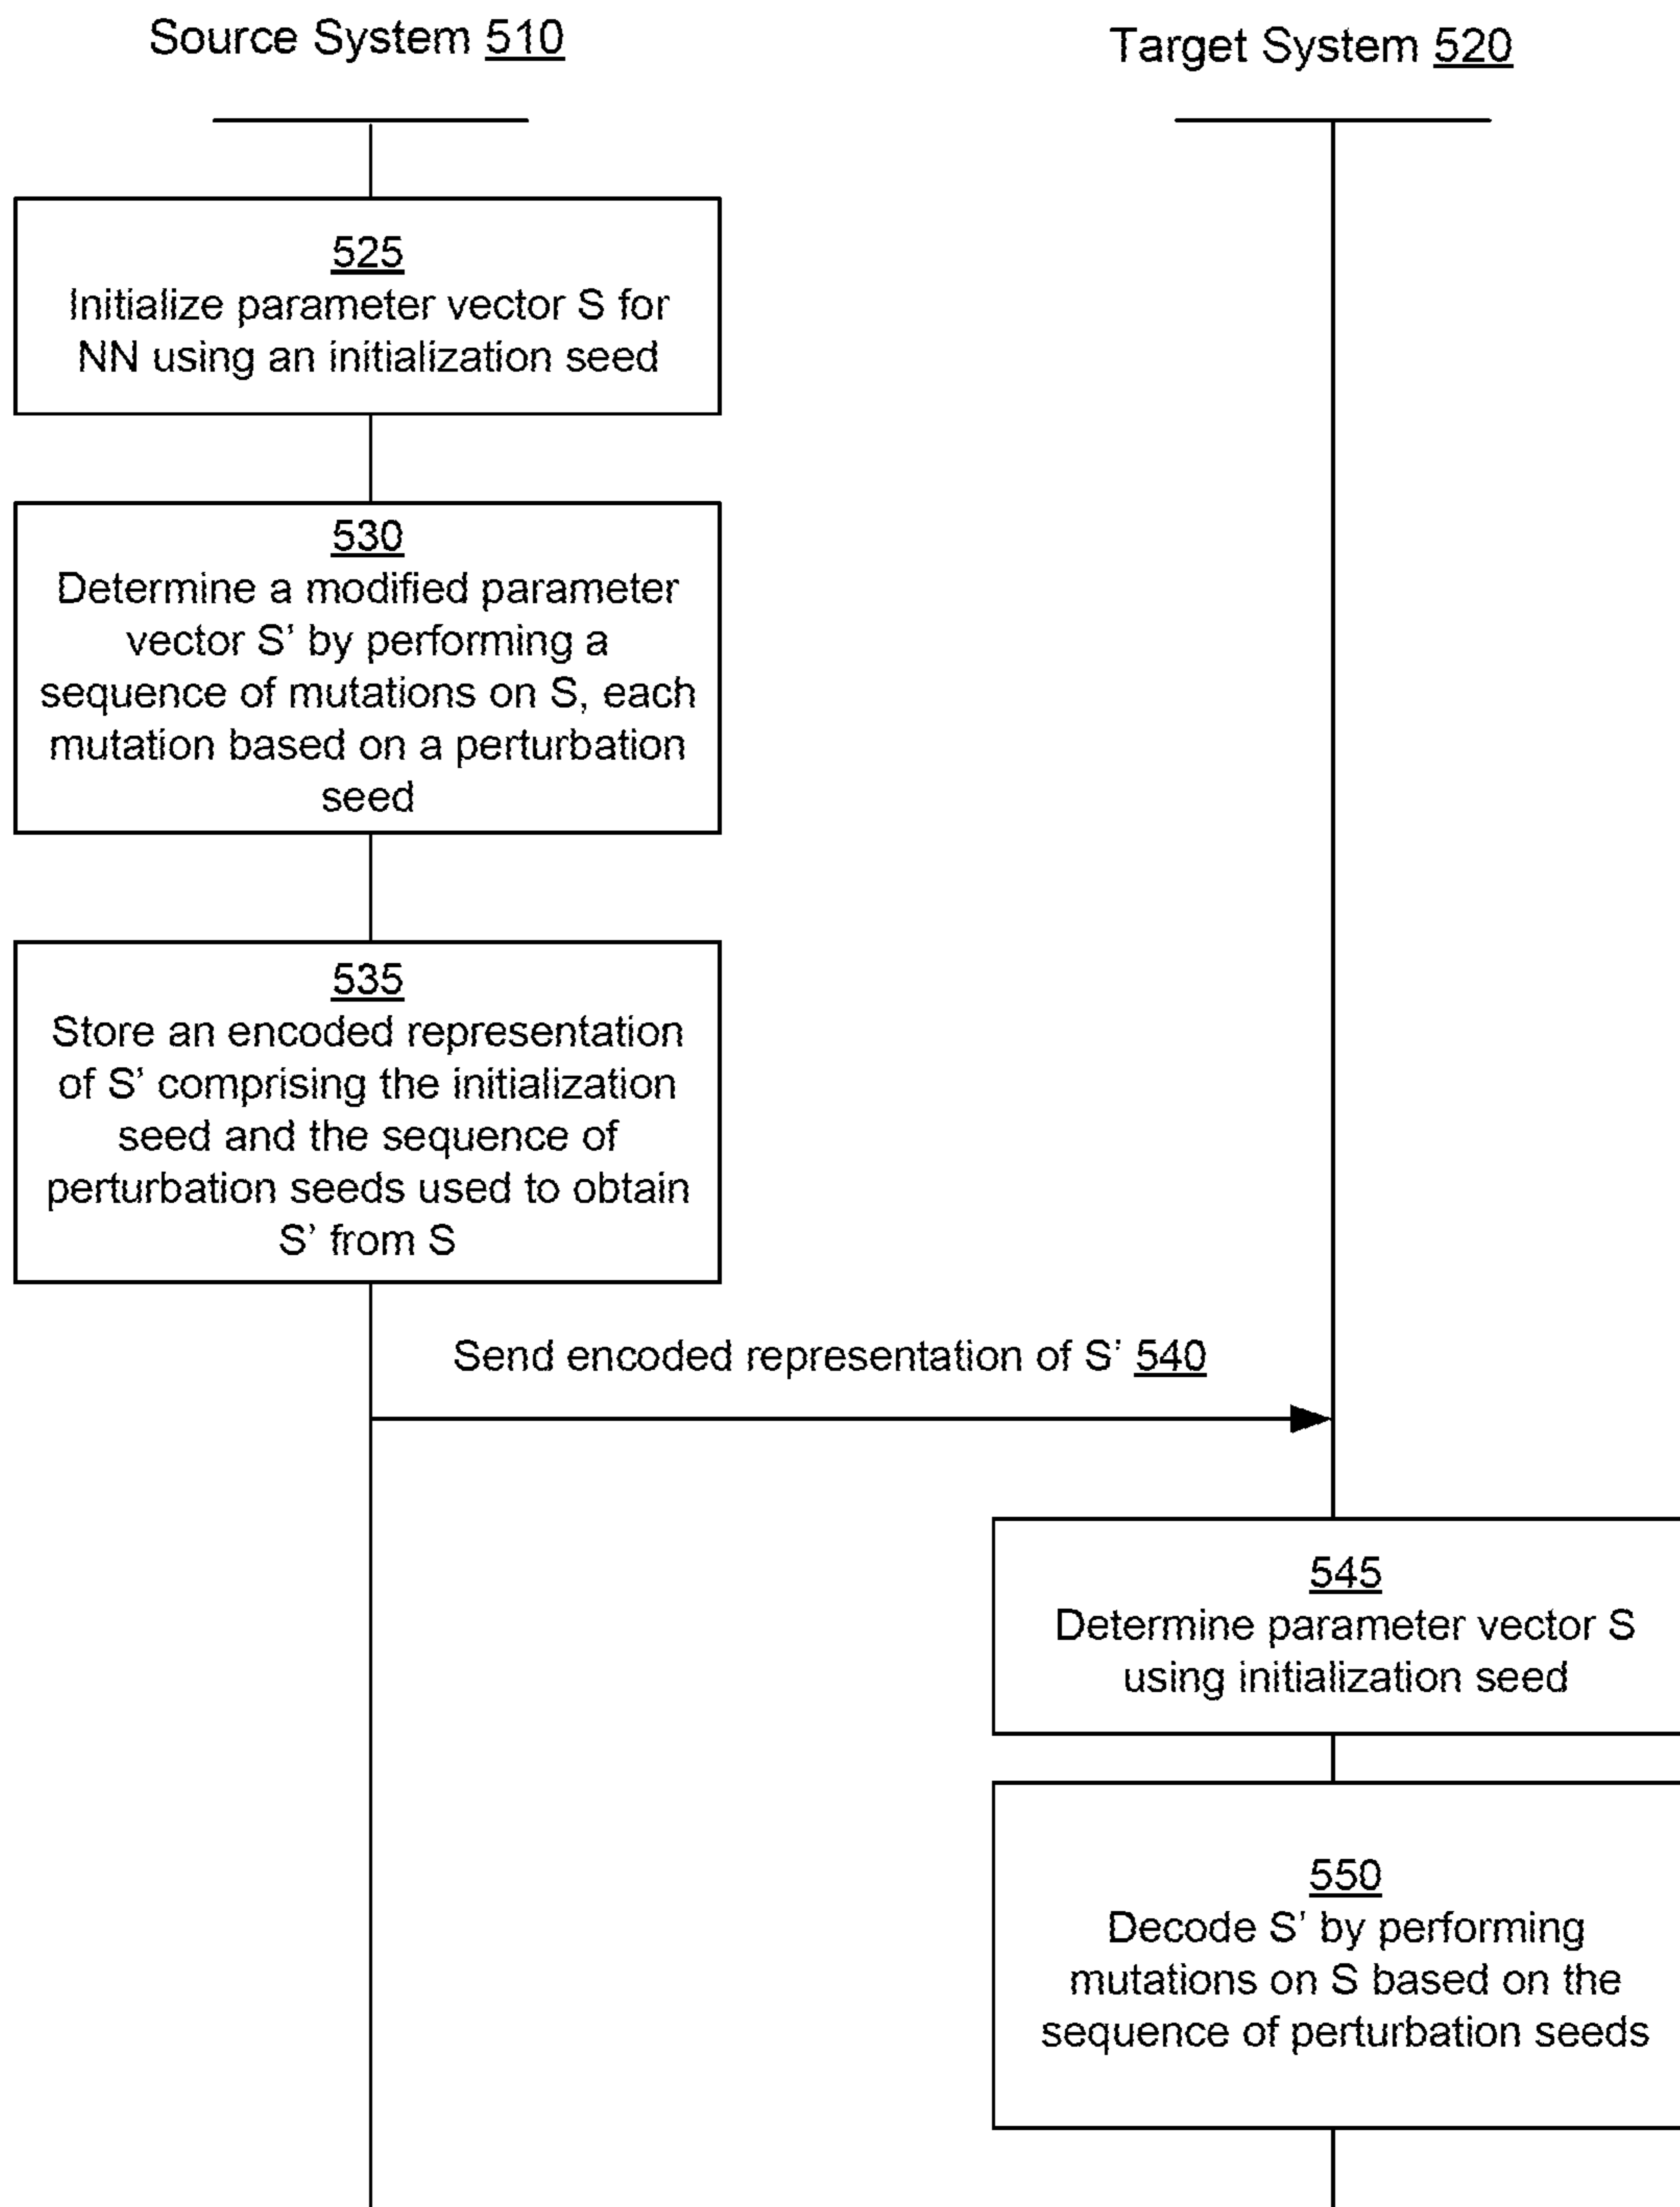 Source System 510
Target System 520
525
Initialize parameter vector S for
NN using an initialization seed
530
Determine a modified parameter
vector S' by performing a
sequence of mutations on S, each
mutation based on a perturbation
seed
535
Store an encoded representation
of S' comprising the initialization
seed and the sequence of
perturbation seeds used to obtain
S' from S
Send encoded representation of S' 540
545
Determine parameter vector S
using initialization seed
550
Decode S' by performing
mutations on S based on the
sequence of perturbation seeds